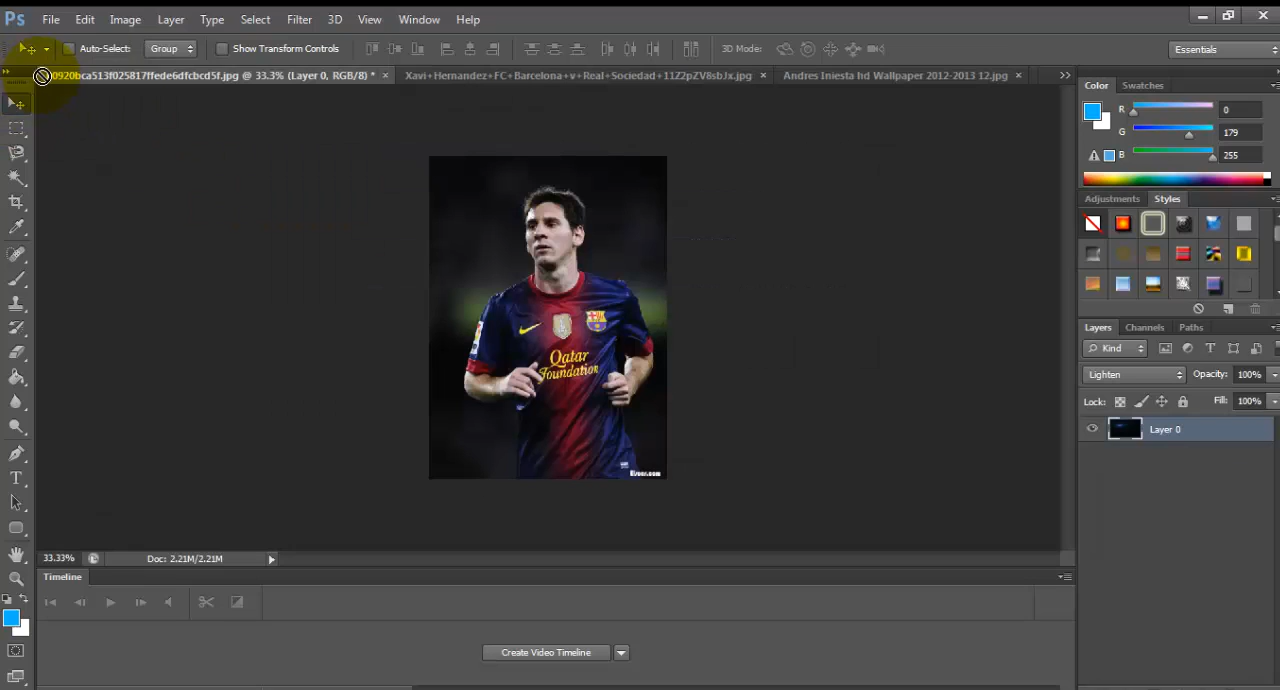 Ps File Edit Image Layer Type Select Filter 3D View Window Help
Auto-Select: Group Show Transform Controls 3D Mode: Essentials
0920bca513f025817ffede6dfcbcd5f.jpg @ 33.3% (Layer 0, RGB/8) * × Xavi+Hernandez+FC+Barcelona+v+Real+Sociedad+11Z2pZV8sbJx.jpg × Andres Iniesta hd Wallpaper 2012-2013 12.jpg ×
Color Swatches
R 0
G 179
B 255
Adjustments Styles
Qatar
Foundation
Layers Channels Paths
Kind
Lighten Opacity: 100%
Lock: Fill: 100%
Layer 0
33.33% Doc: 2.21M/2.21M
Timeline
Create Video Timeline